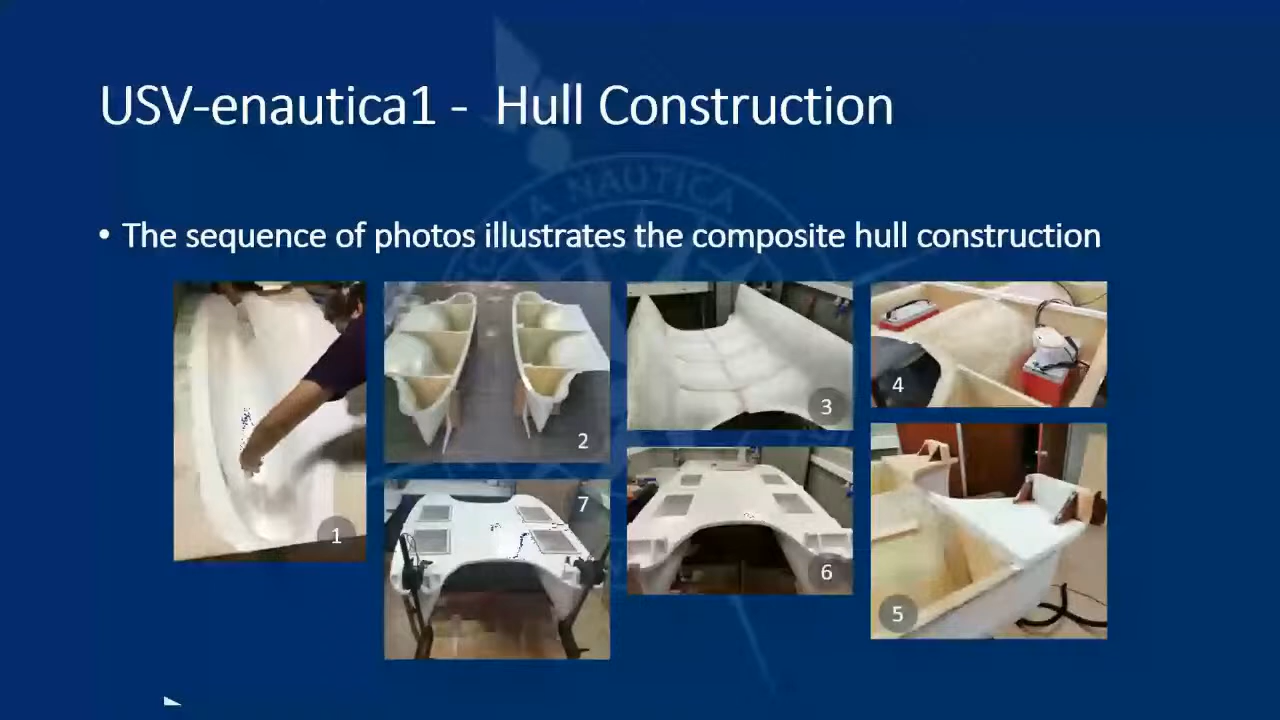 USV-enautica1 -  Hull Construction
• The sequence of photos illustrates the composite hull construction
1
2
3
4
5
6
7
NAUTICA